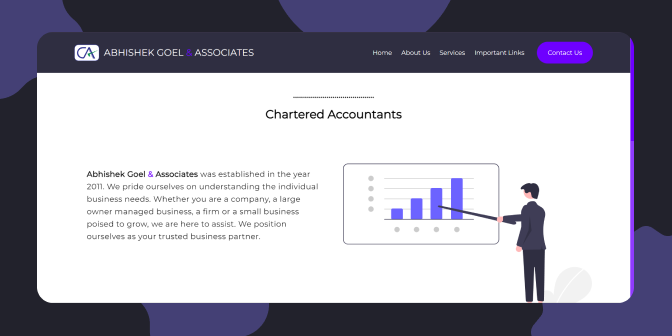 CA ABHISHEK GOEL & ASSOCIATES
Home About Us Services Important Links Contact Us
Chartered Accountants
Abhishek Goel & Associates was established in the year
2011. We pride ourselves on understanding the individual
business needs. Whether you are a company, a large
owner managed business, a firm or a small business
poised to grow, we are here to assist. We position
ourselves as your trusted business partner.